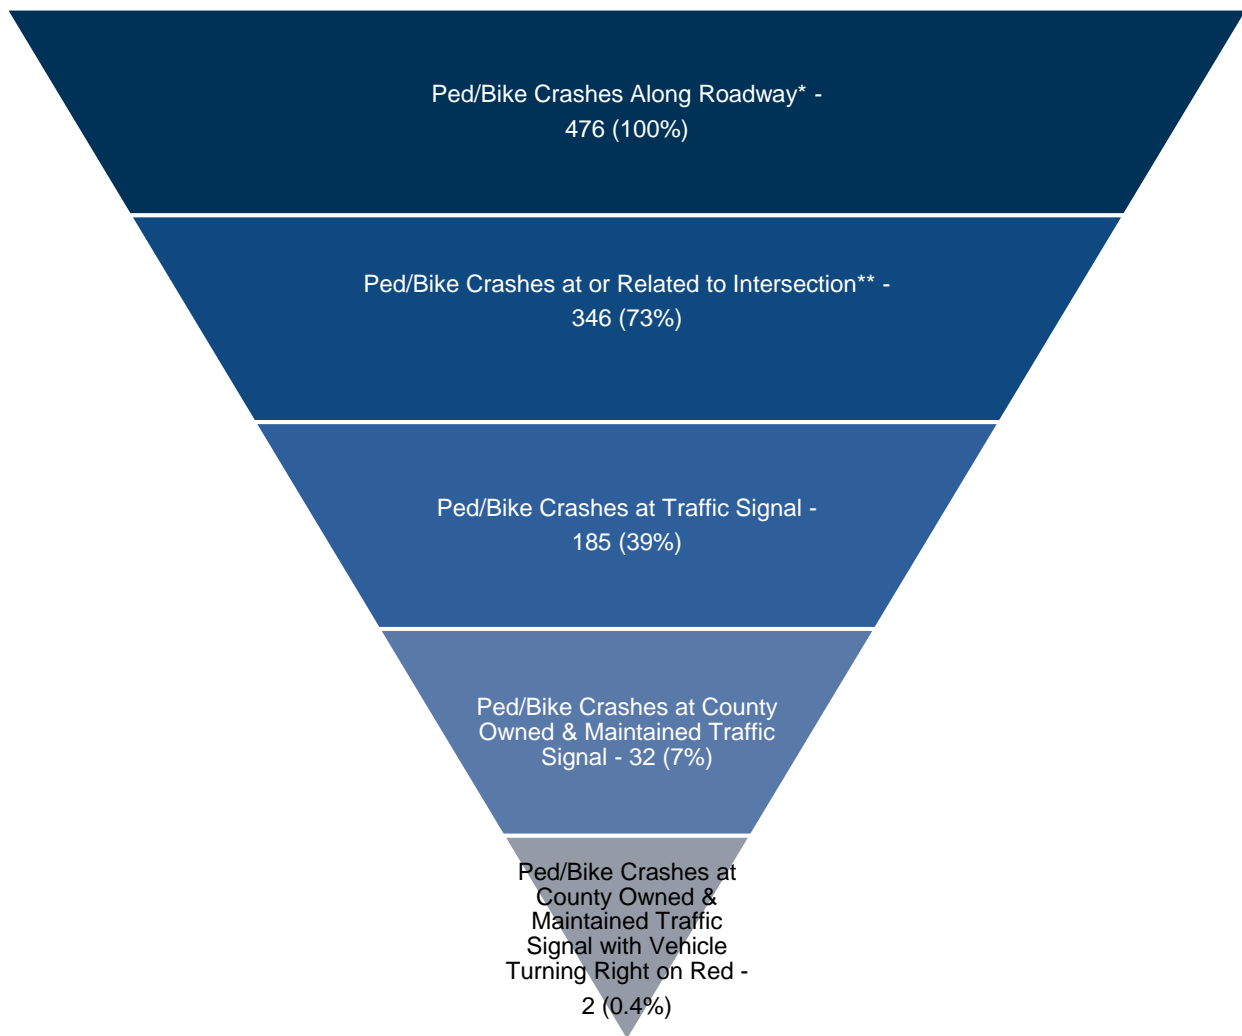 Ped/Bike Crashes Along Roadway* -
476 (100%)
Ped/Bike Crashes at or Related to Intersection** -
346 (73%)
Ped/Bike Crashes at Traffic Signal -
185 (39%)
Ped/Bike Crashes at County
Owned & Maintained Traffic
Signal - 32 (7%)
Ped/Bike Crashes at
County Owned &
Maintained Traffic
Signal with Vehicle
Turning Right on Red -
2 (0.4%)